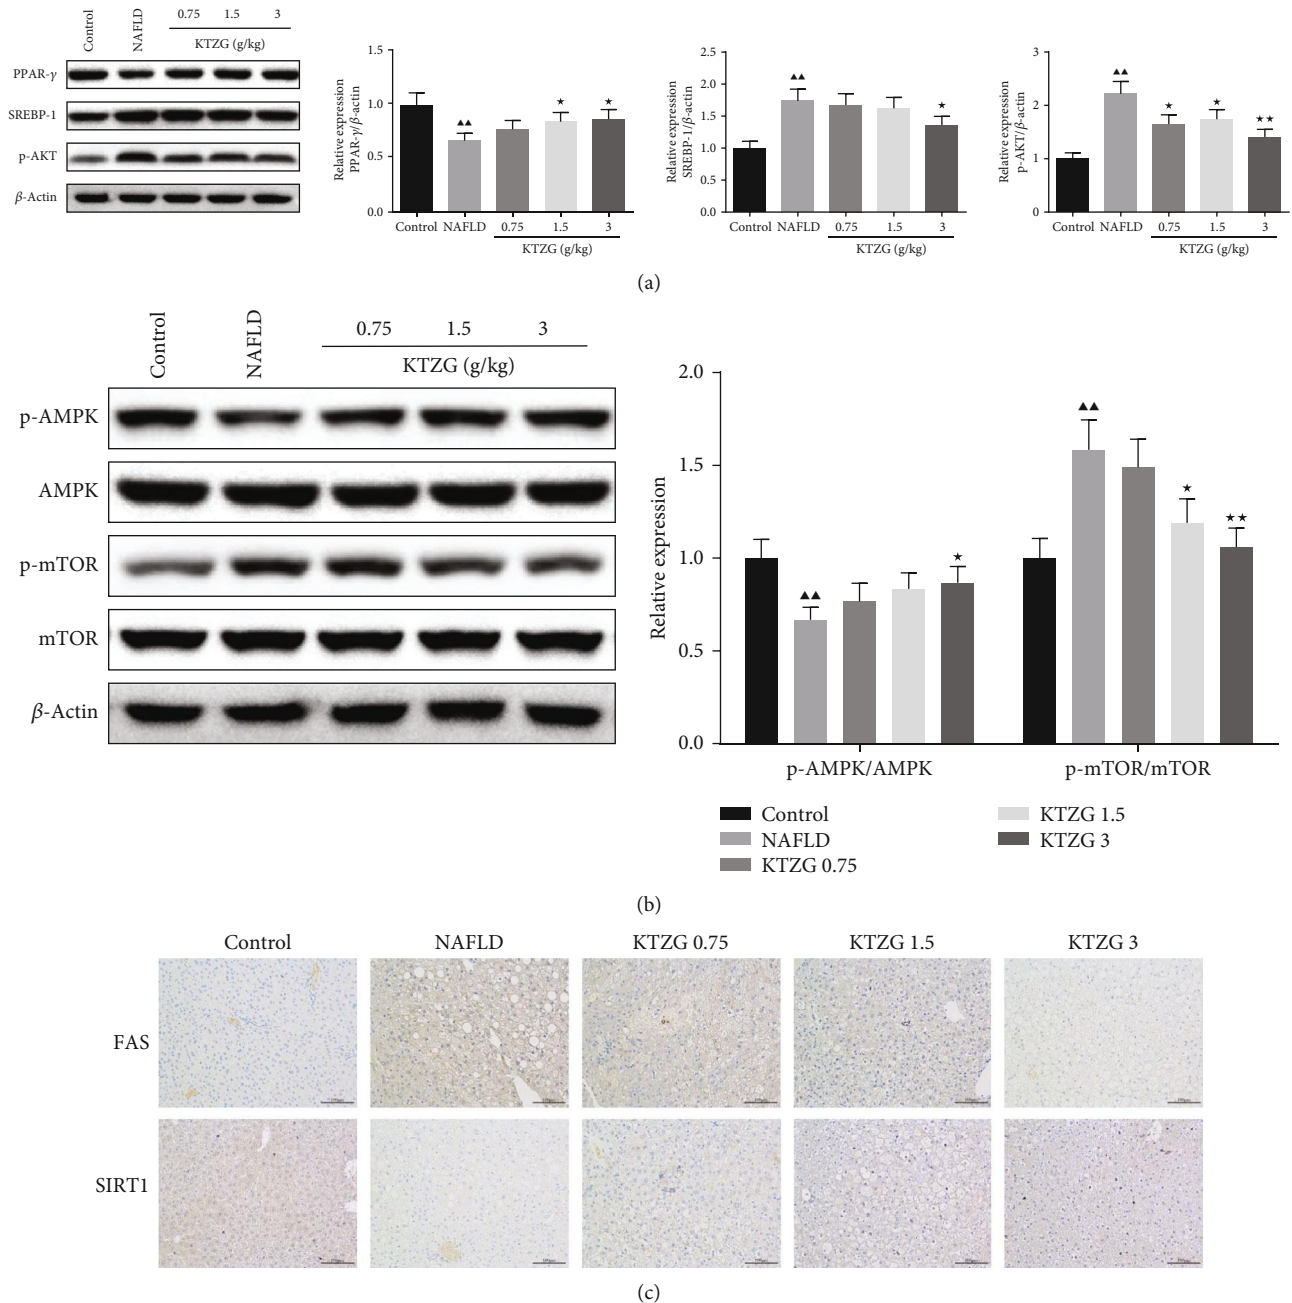 Control
NAFLD
0.75 1.5 3
KTZG (g/kg)
PPAR-γ
SREBP-1
p-AKT
β-Actin
Relative expression
PPAR-γ/β-actin
1.5
1.0
0.5
0.0
▲▲
★
★
Control NAFLD 0.75 1.5 3
KTZG (g/kg)
Relative expression
SREBP-1/β-actin
2.5
2.0
1.5
1.0
0.5
0.0
▲▲
★
Control NAFLD 0.75 1.5 3
KTZG (g/kg)
Relative expression
p-AKT/β-actin
3
2
1
0
▲▲
★
★
★★
Control NAFLD 0.75 1.5 3
KTZG (g/kg)
(a)
Control
NAFLD
0.75 1.5 3
KTZG (g/kg)
p-AMPK
AMPK
p-mTOR
mTOR
β-Actin
Relative expression
2.0
1.5
1.0
0.5
0.0
▲▲
★
▲▲
★
★★
p-AMPK/AMPK p-mTOR/mTOR
Control
NAFLD
KTZG 0.75
KTZG 1.5
KTZG 3
(b)
Control NAFLD KTZG 0.75 KTZG 1.5 KTZG 3
FAS
SIRT1
(c)